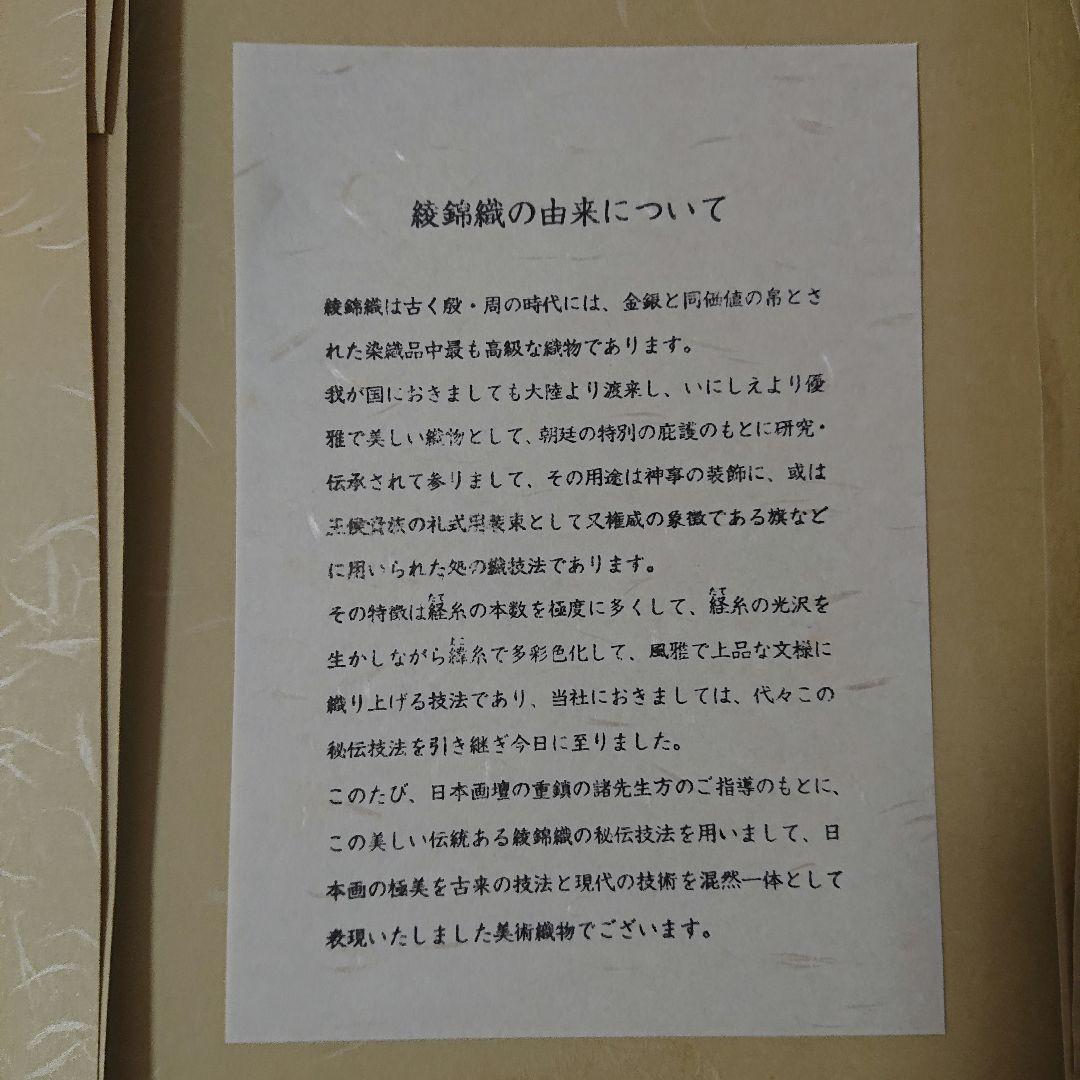 綾錦織の由来について
綾錦織は古く殷・周の時代には、金銀と同価値の帛とさ
れた染織品中最も高級な織物であります。
我が国におきましても大陸より渡来し、いにしえより優
雅で美しい織物として、朝廷の特別の庇護のもとに研究・
伝承されて参りまして、その用途は神事の装飾に、或は
王侯貴族の礼式用装束として又権威の象徴である旗など
に用いられた処の織技法であります。
その特徴は経糸の本数を極度に多くして、経糸の光沢を
生かしながら緯糸で多彩色化して、風雅で上品な文様に
織り上げる技法であり、当社におきましては、代々この
秘伝技法を引き継ぎ今日に至りました。
このたび、日本画壇の重鎮の諸先生方のご指導のもとに、
この美しい伝統ある綾錦織の秘伝技法を用いまして、日
本画の極美を古来の技法と現代の技術を混然一体として
表現いたしました美術織物でございます。